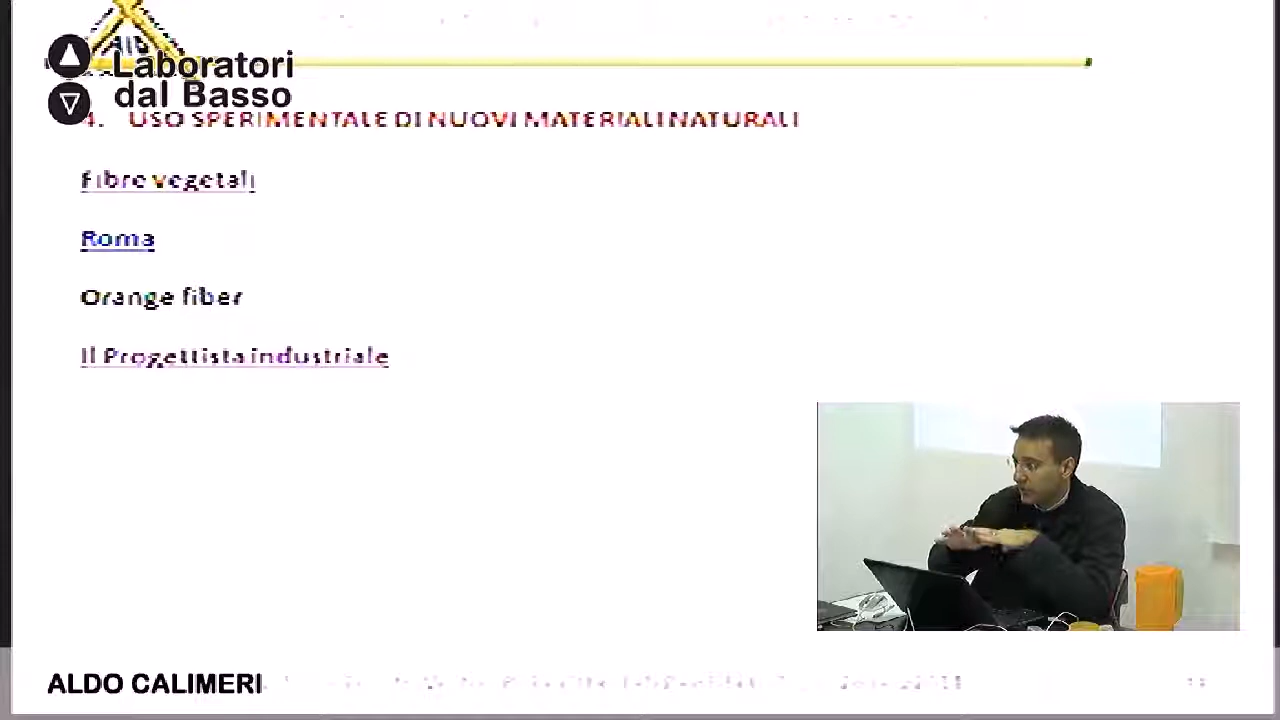 Laboratori
dal Basso
4. USO SPERIMENTALE DI NUOVI MATERIALI NATURALI
Fibre vegetali
Roma
Orange fiber
Il Progettista industriale
ALDO CALIMERI